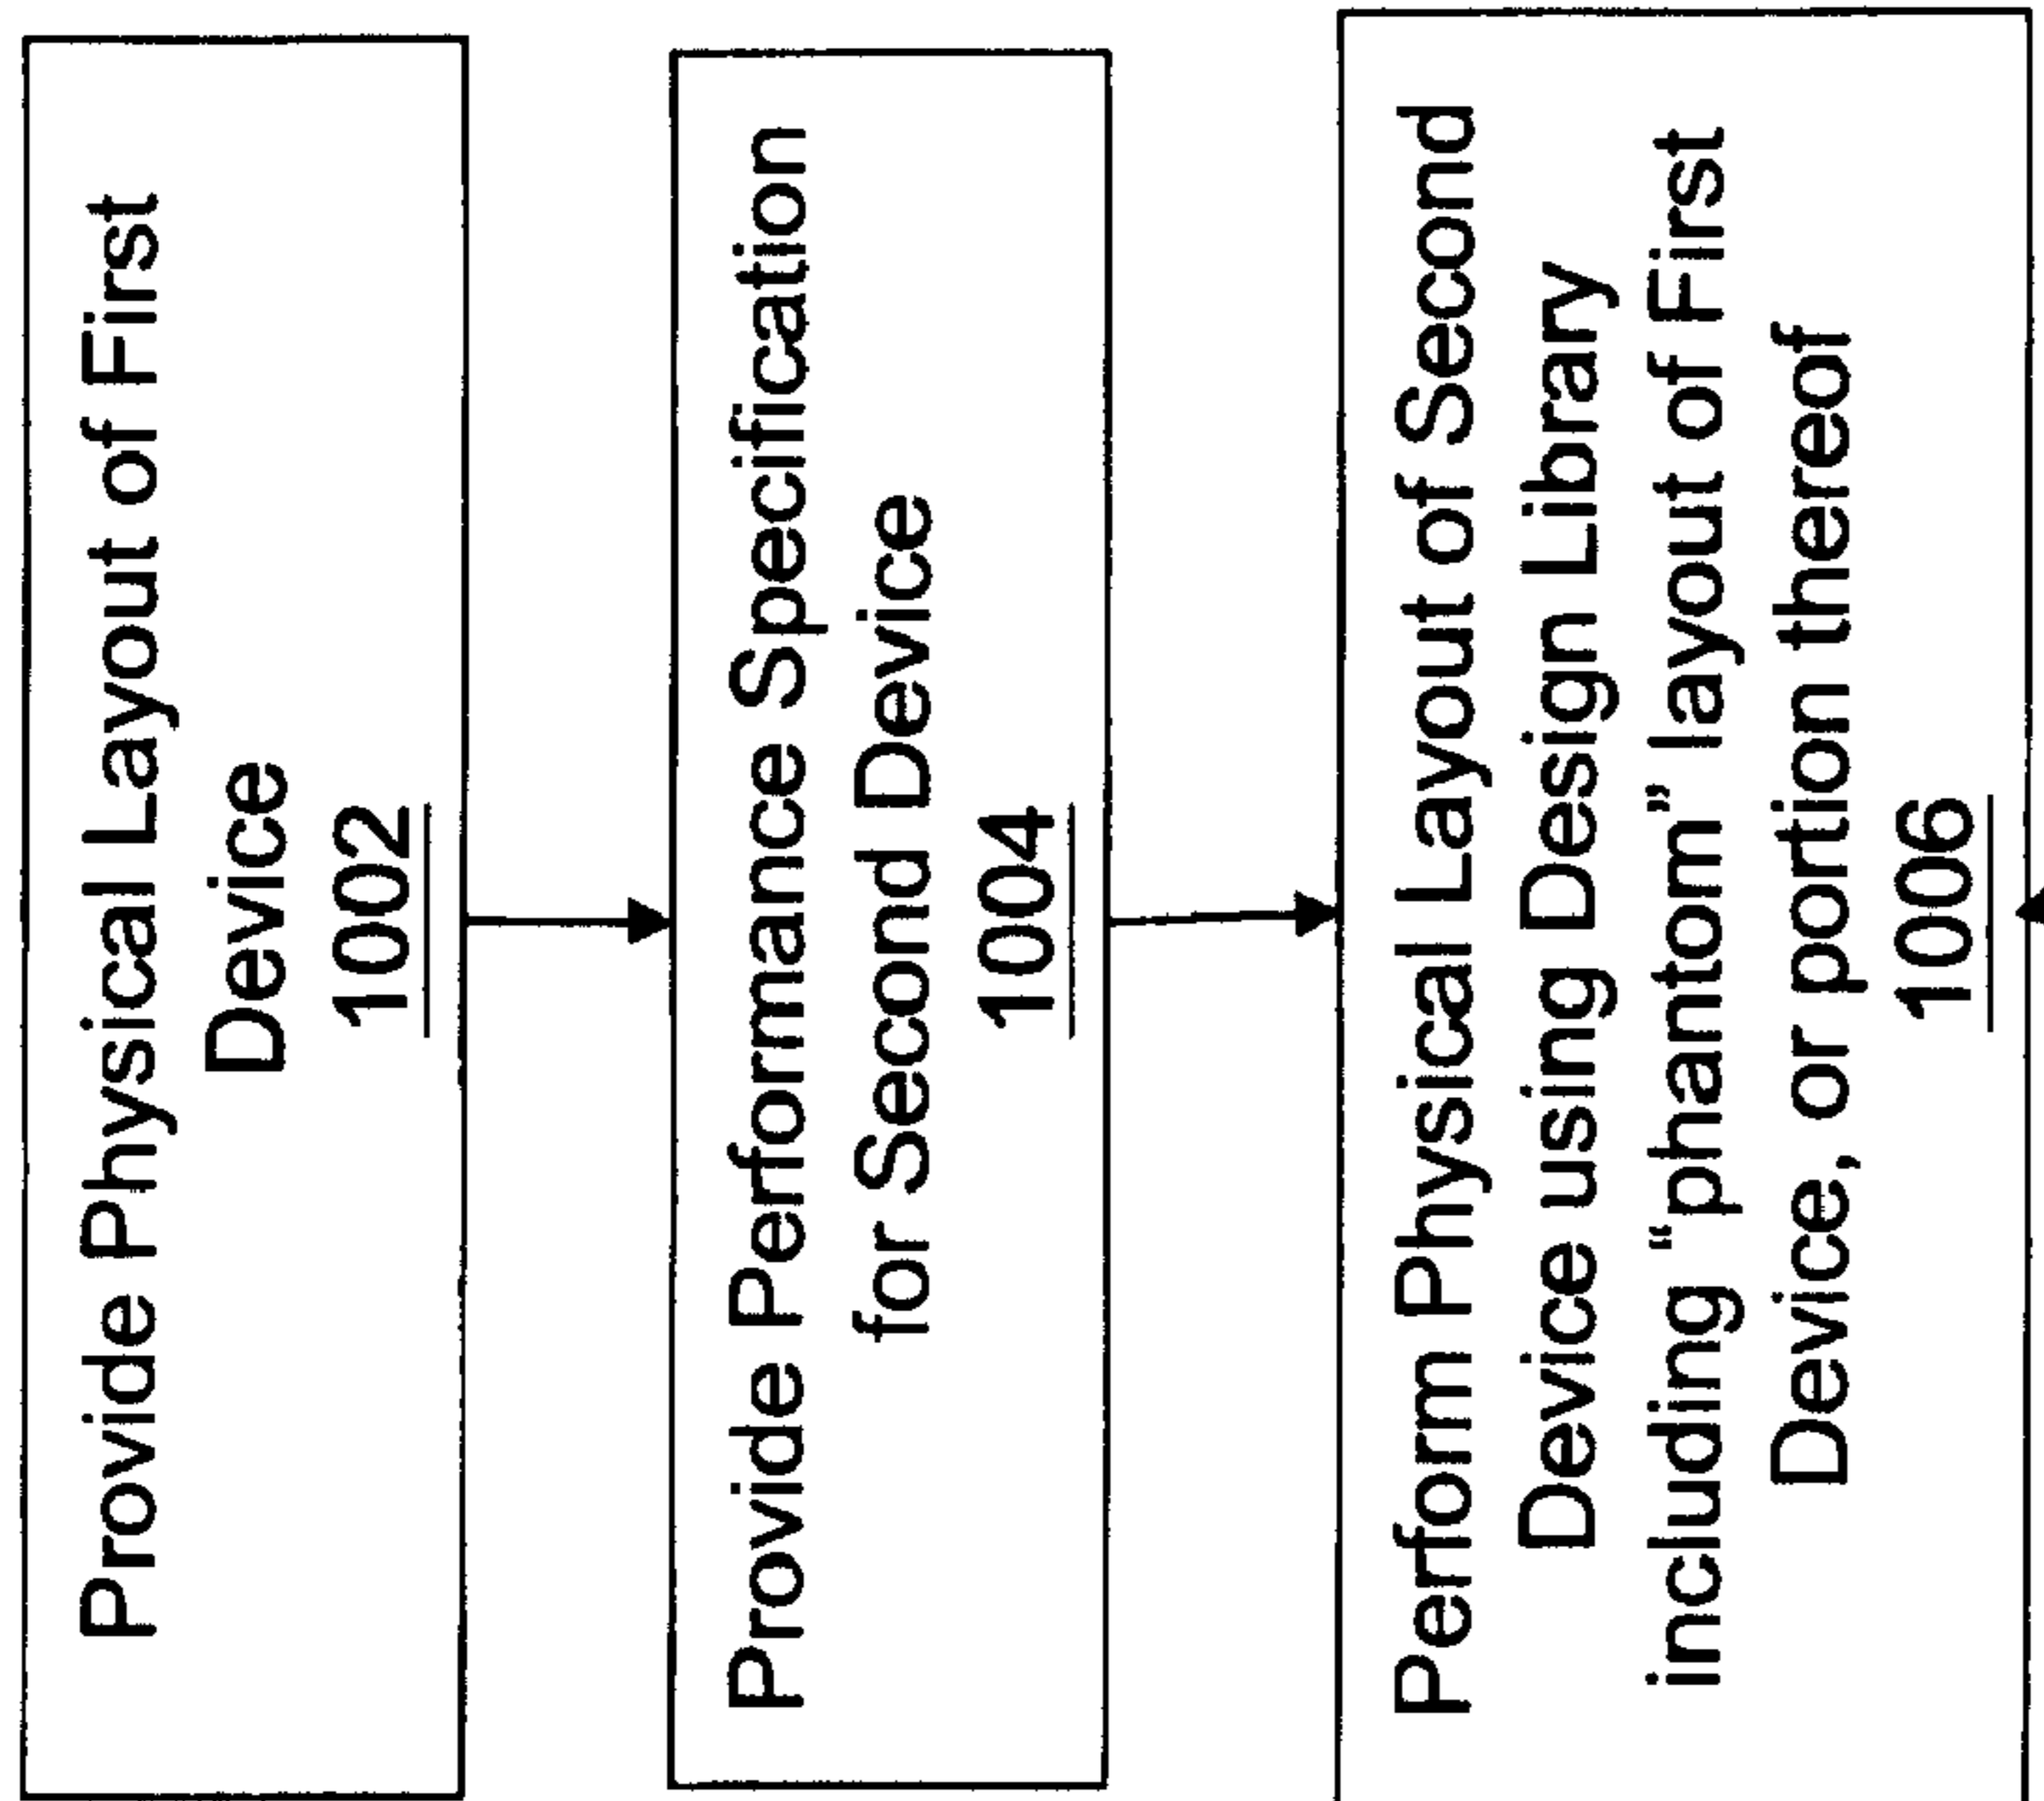 Provide Physical Layout of First
Device
1002
Provide Performance Specification
for Second Device
1004
Perform Physical Layout of Second
Device using Design Library
including “phantom” layout of First
Device, or portion thereof
1006